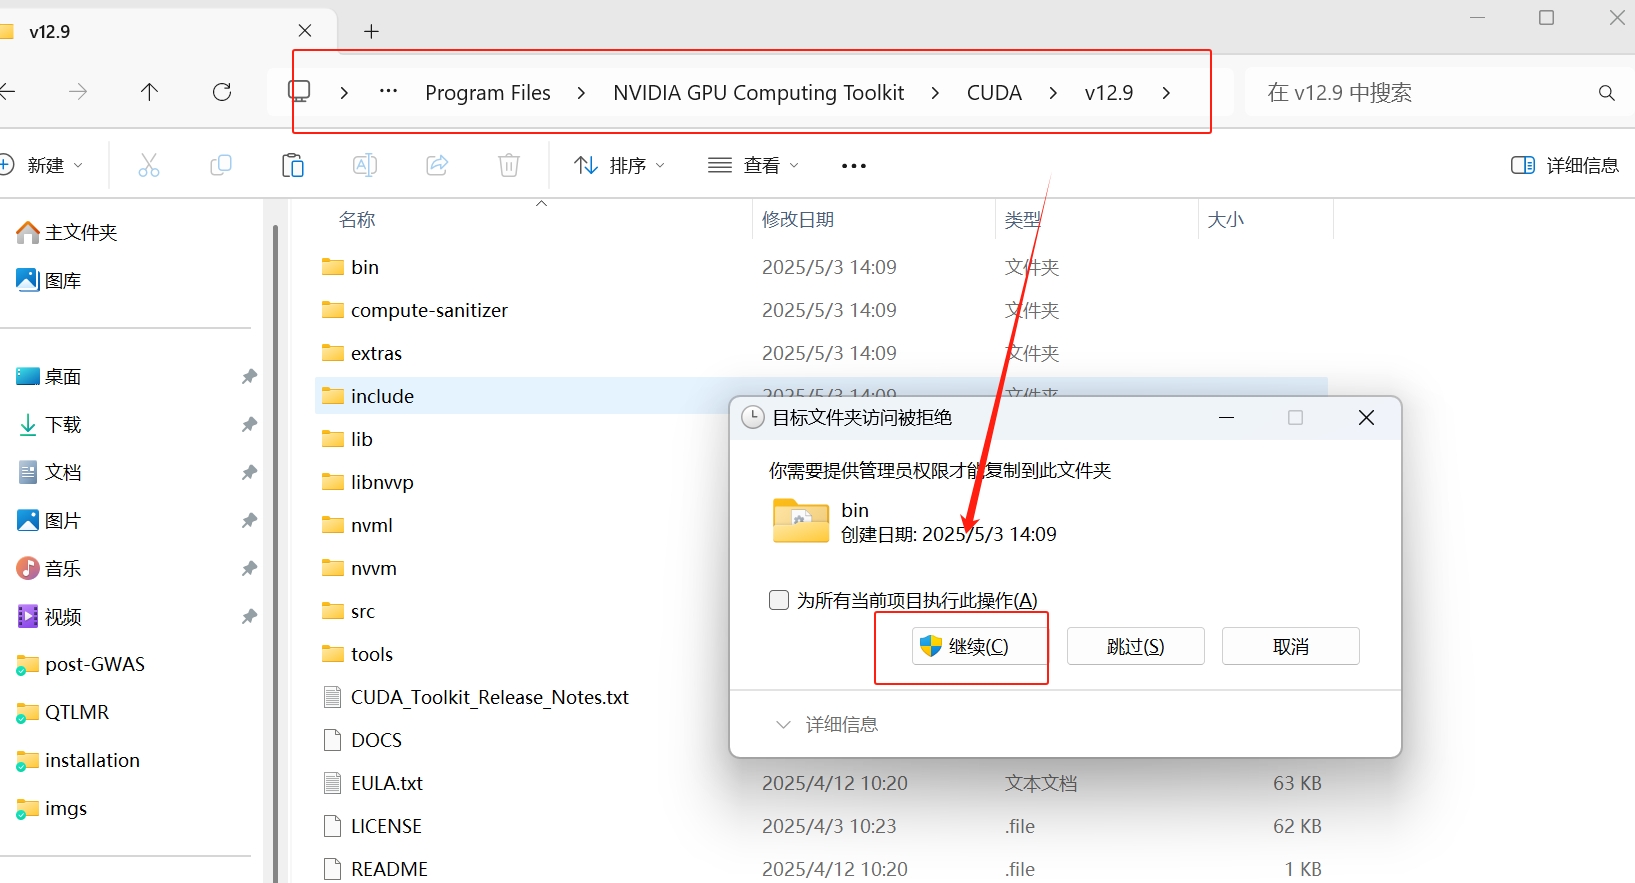 v12.9
Program Files
NVIDIA GPU Computing Toolkit
CUDA
v12.9
在 v12.9 中搜索
新建
排序
查看
详细信息
名称
修改日期
类型
大小
主文件夹
图库
桌面
下载
文档
图片
音乐
视频
post-GWAS
QTLMR
installation
imgs
bin 2025/5/3 14:09 文件夹
compute-sanitizer 2025/5/3 14:09 文件夹
extras 2025/5/3 14:09 文件夹
include 2025/5/3 14:09 文件夹
lib
libnvvp
nvml
nvvm
src
tools
CUDA_Toolkit_Release_Notes.txt
DOCS
EULA.txt 2025/4/12 10:20 文本文档 63 KB
LICENSE 2025/4/3 10:23 .file 62 KB
README 2025/4/12 10:20 .file 1 KB
目标文件夹访问被拒绝
你需要提供管理员权限才能复制到此文件夹
bin
创建日期: 2025/5/3 14:09
为所有当前项目执行此操作(A)
继续(C)
跳过(S)
取消
详细信息